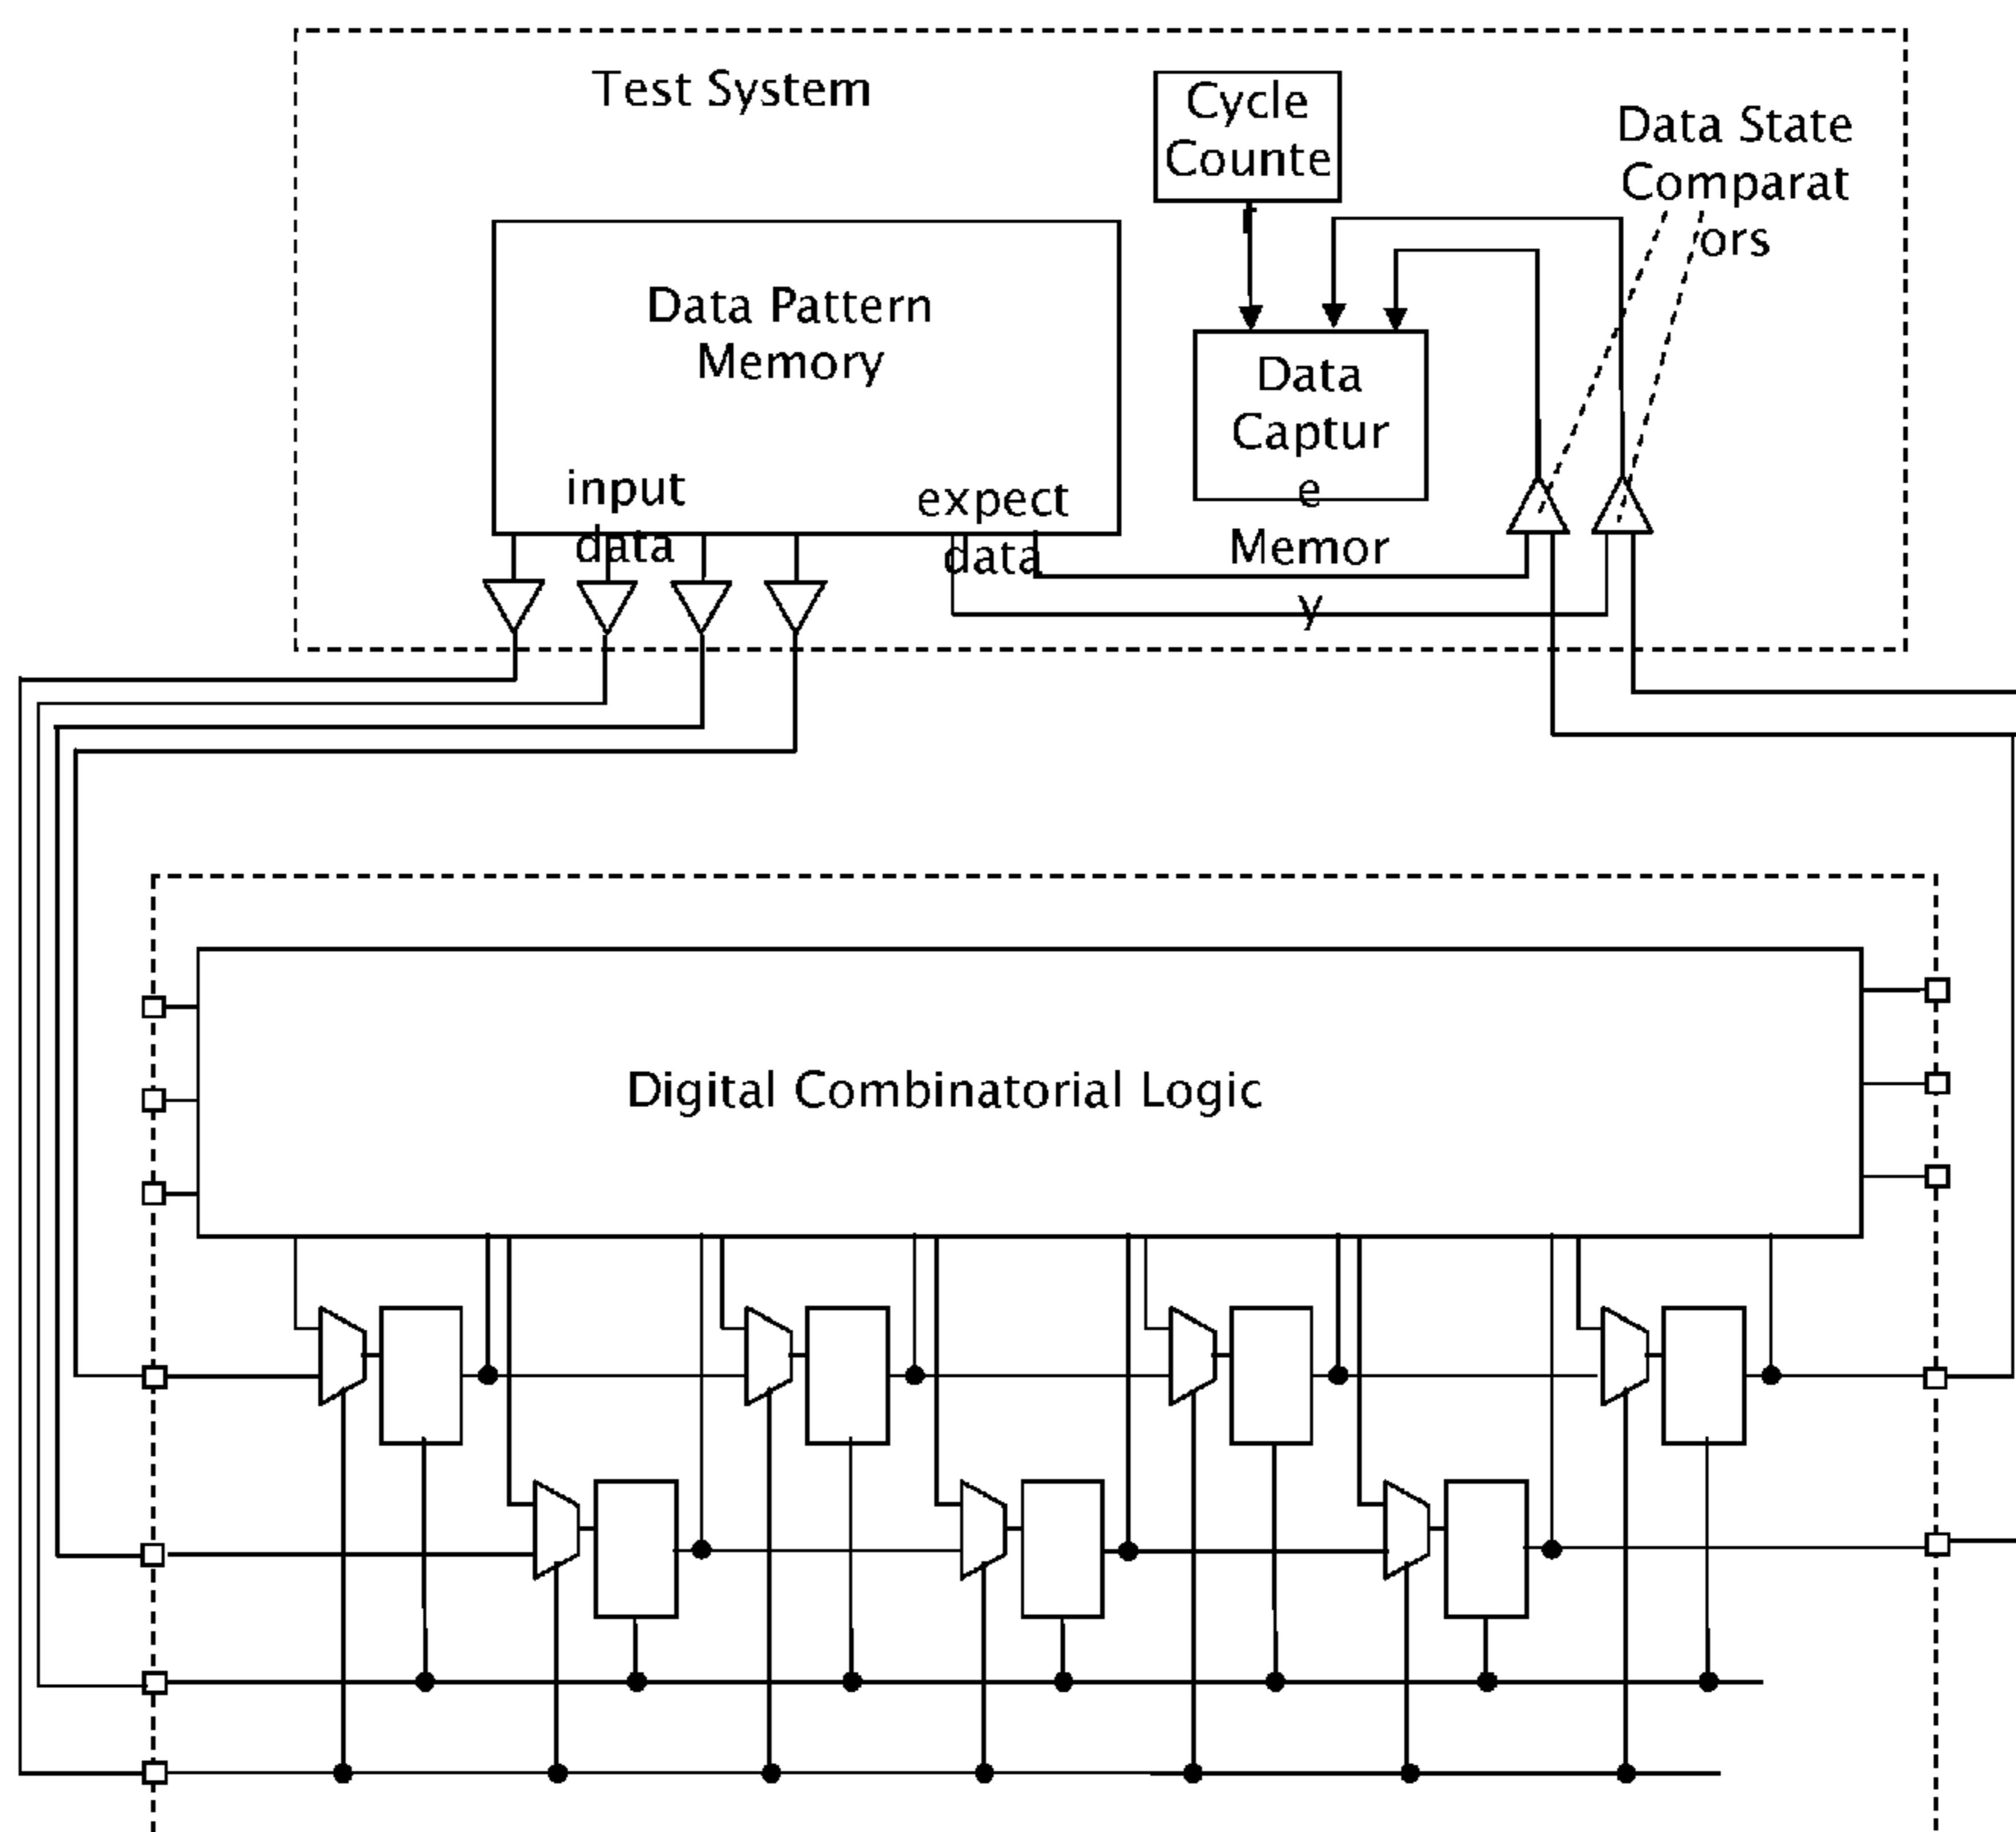 Test System
Cycle
Counte
r
Data State
Comparat
ors
Data Pattern
Memory
input
data
expect
data
Data
Captur
e
Memor
y
Digital Combinatorial Logic